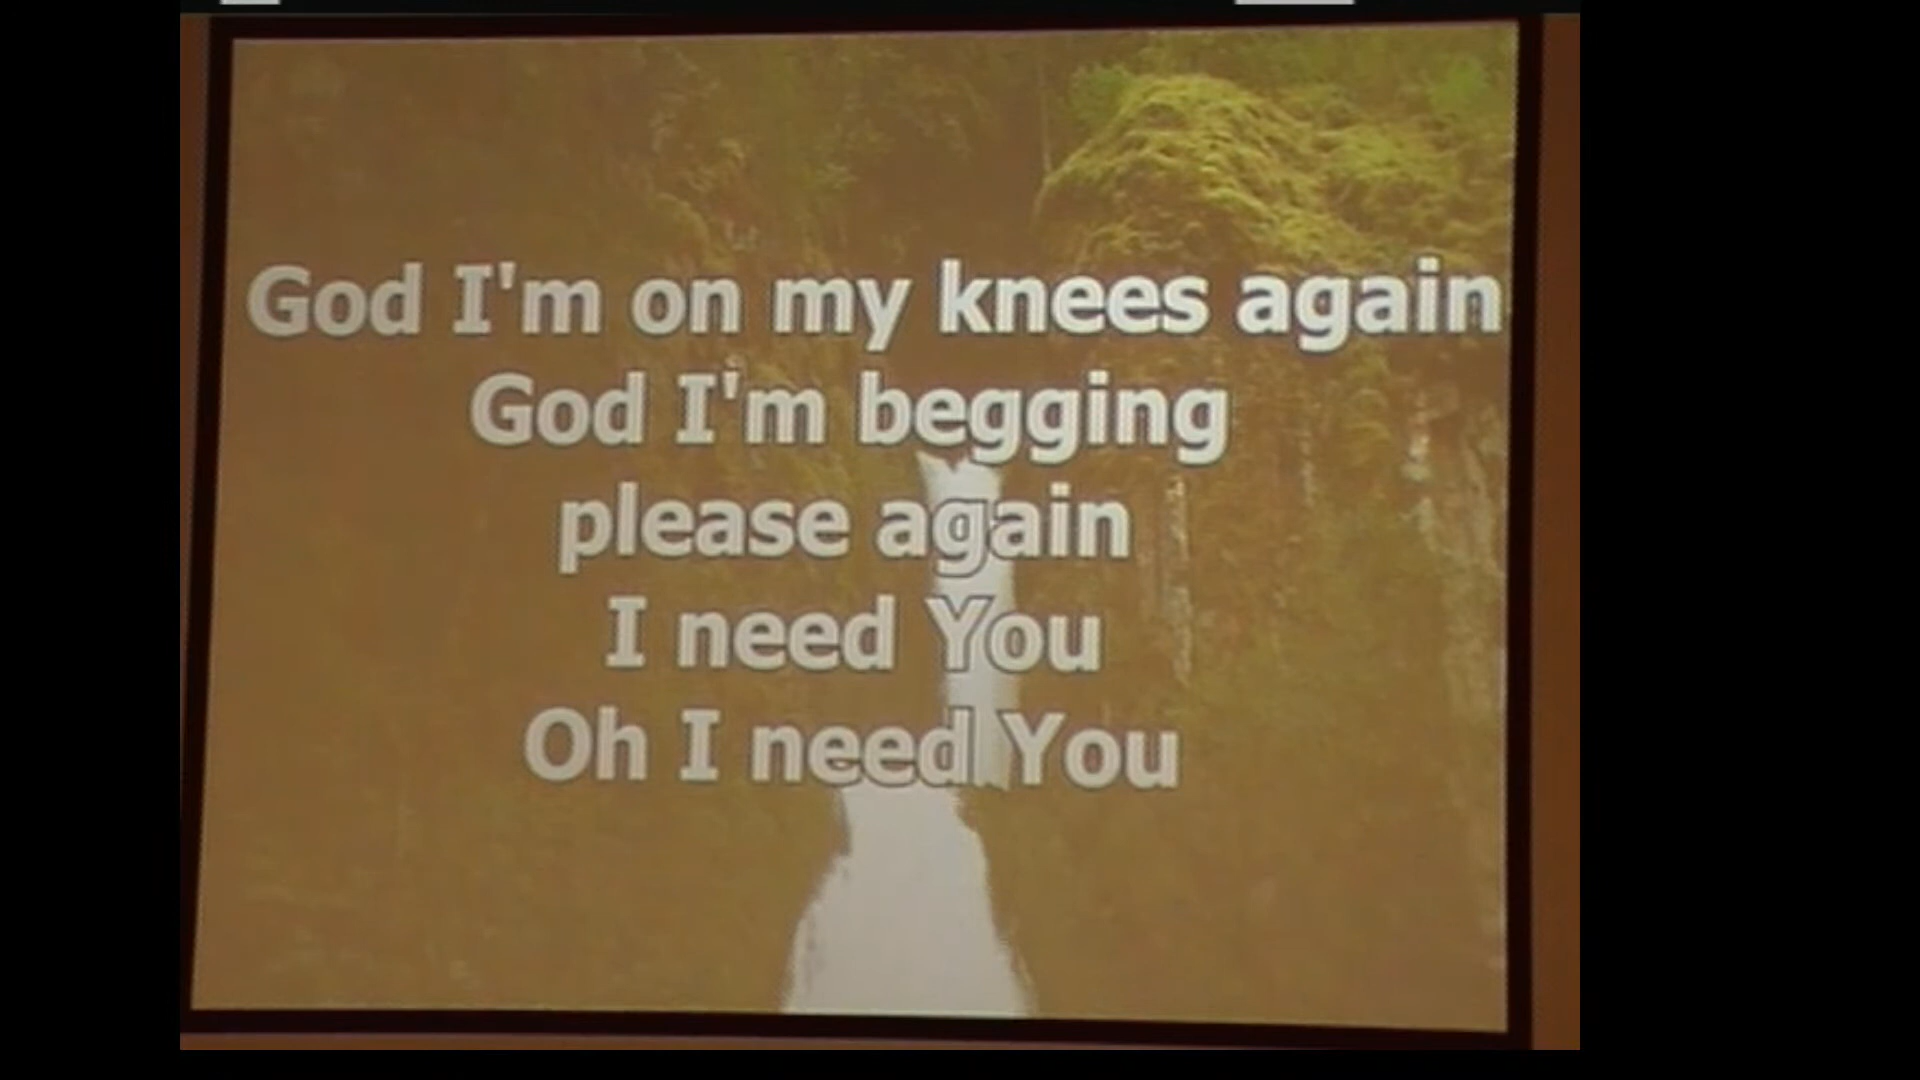 God I'm on my knees again
God I'm begging
please again
I need You
Oh I need You